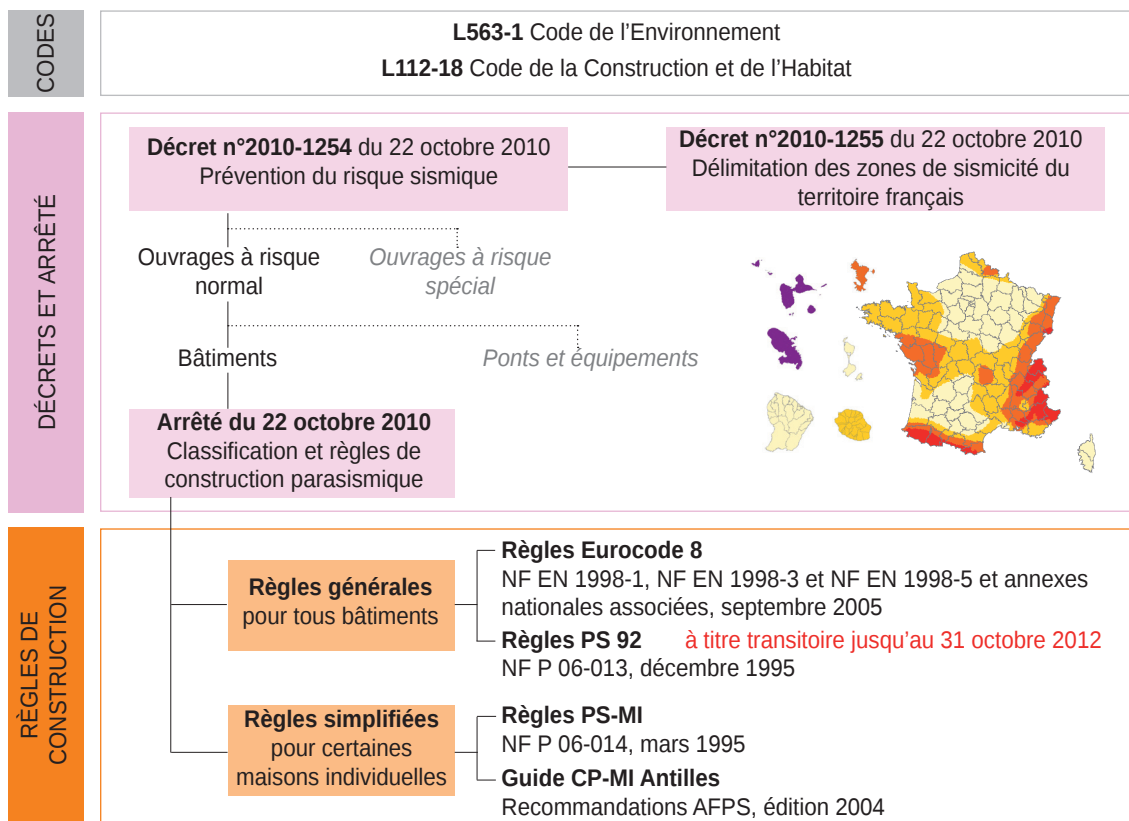 CODES
L563-1 Code de l’Environnement
L112-18 Code de la Construction et de l’Habitat
DÉCRETS ET ARRÊTÉ
Décret n°2010-1254 du 22 octobre 2010
Prévention du risque sismique
Décret n°2010-1255 du 22 octobre 2010
Délimitation des zones de sismicité du
territoire français
Ouvrages à risque
normal
Ouvrages à risque
spécial
Bâtiments
Ponts et équipements
Arrêté du 22 octobre 2010
Classification et règles de
construction parasismique
RÈGLES DE
CONSTRUCTION
Règles générales
pour tous bâtiments
Règles Eurocode 8
NF EN 1998-1, NF EN 1998-3 et NF EN 1998-5 et annexes
nationales associées, septembre 2005
Règles PS 92 à titre transitoire jusqu’au 31 octobre 2012
NF P 06-013, décembre 1995
Règles simplifiées
pour certaines
maisons individuelles
Règles PS-MI
NF P 06-014, mars 1995
Guide CP-MI Antilles
Recommandations AFPS, édition 2004